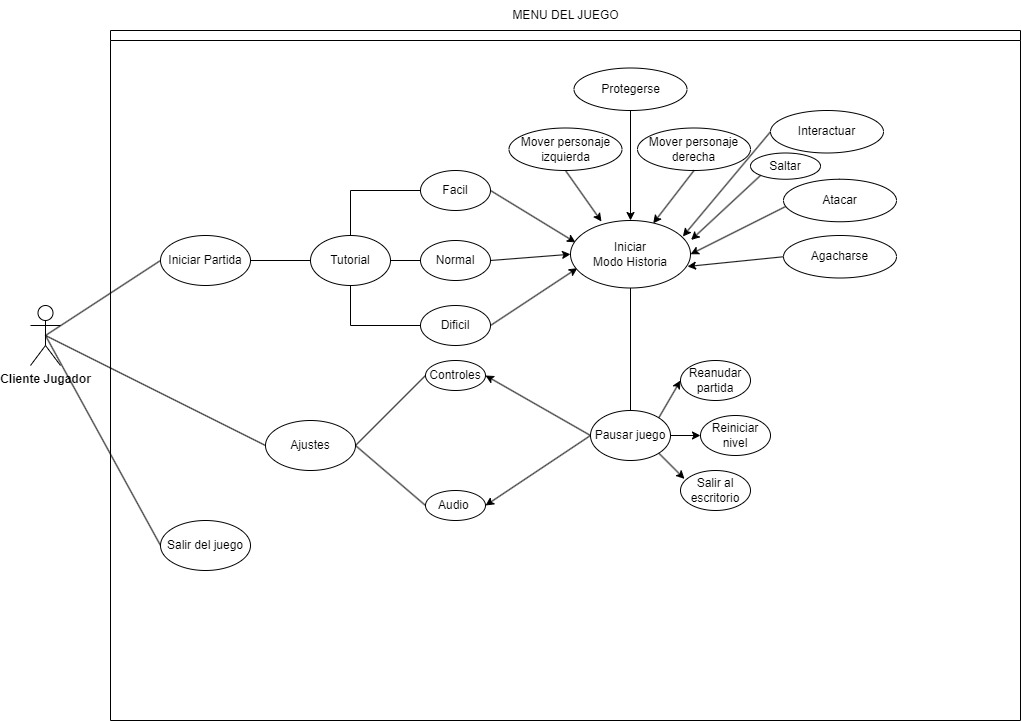 MENU DEL JUEGO
Protegerse
Interactuar
Mover personaje
izquierda
Mover personaje
derecha
Saltar
Facil
Atacar
Iniciar Partida
Tutorial
Normal
Iniciar
Modo Historia
Agacharse
Dificil
Cliente Jugador
Controles
Reanudar
partida
Ajustes
Pausar juego
Reiniciar
nivel
Audio
Salir al
escritorio
Salir del juego